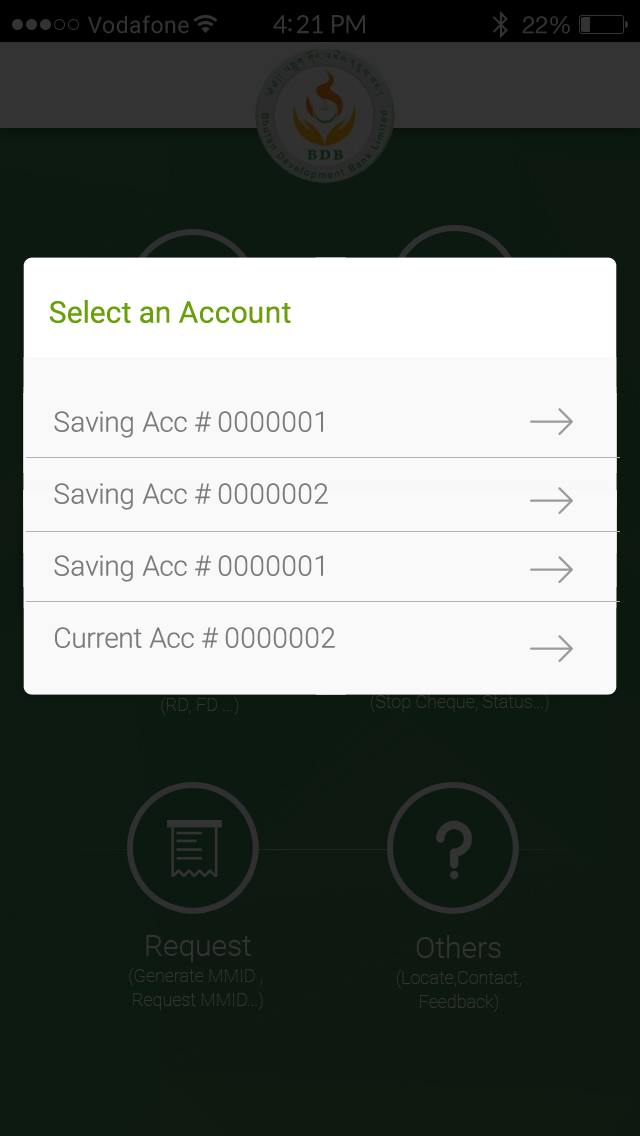 Vodafone 4:21 PM 22%
Bhutan Development Bank Limited
BDB
Select an Account
Saving Acc # 0000001
Saving Acc # 0000002
Saving Acc # 0000001
Current Acc # 0000002
(RD, FD ...) (Stop Cheque, Status...)
Request
(Generate MMID ,
Request MMID...)
Others
(Locate,Contact,
Feedback)